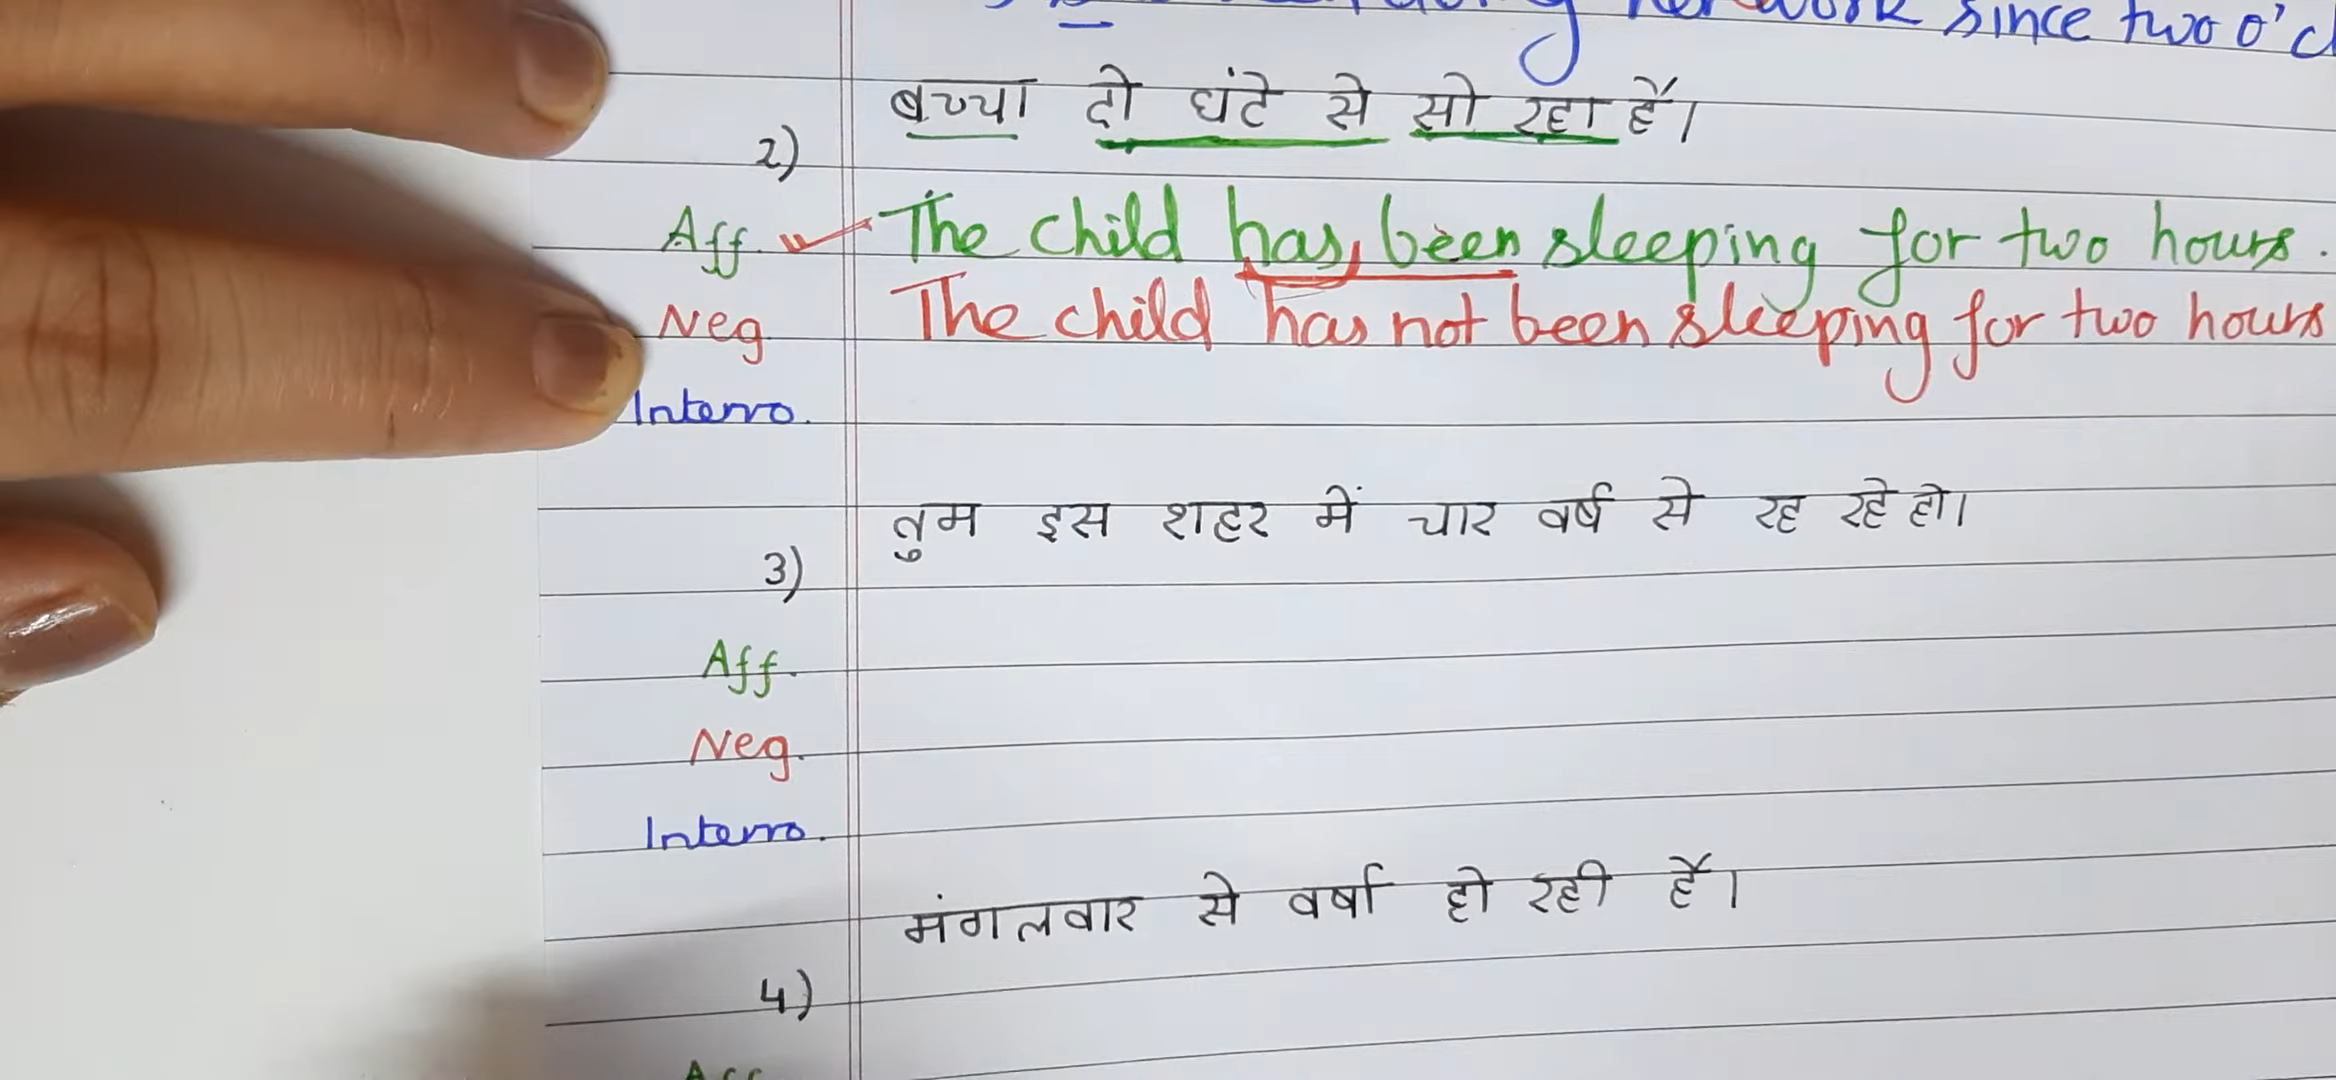 work since two o'cl
बच्चा दो घंटे से सो रहा है।
2)
Aff. The child has been sleeping for two hours.
Neg The child has not been sleeping for two hours
Interro.
तुम इस शहर में चार वर्ष से रह रहे हो।
3)
Aff.
Neg.
Interro.
मंगलवार से वर्षा हो रही है।
4)